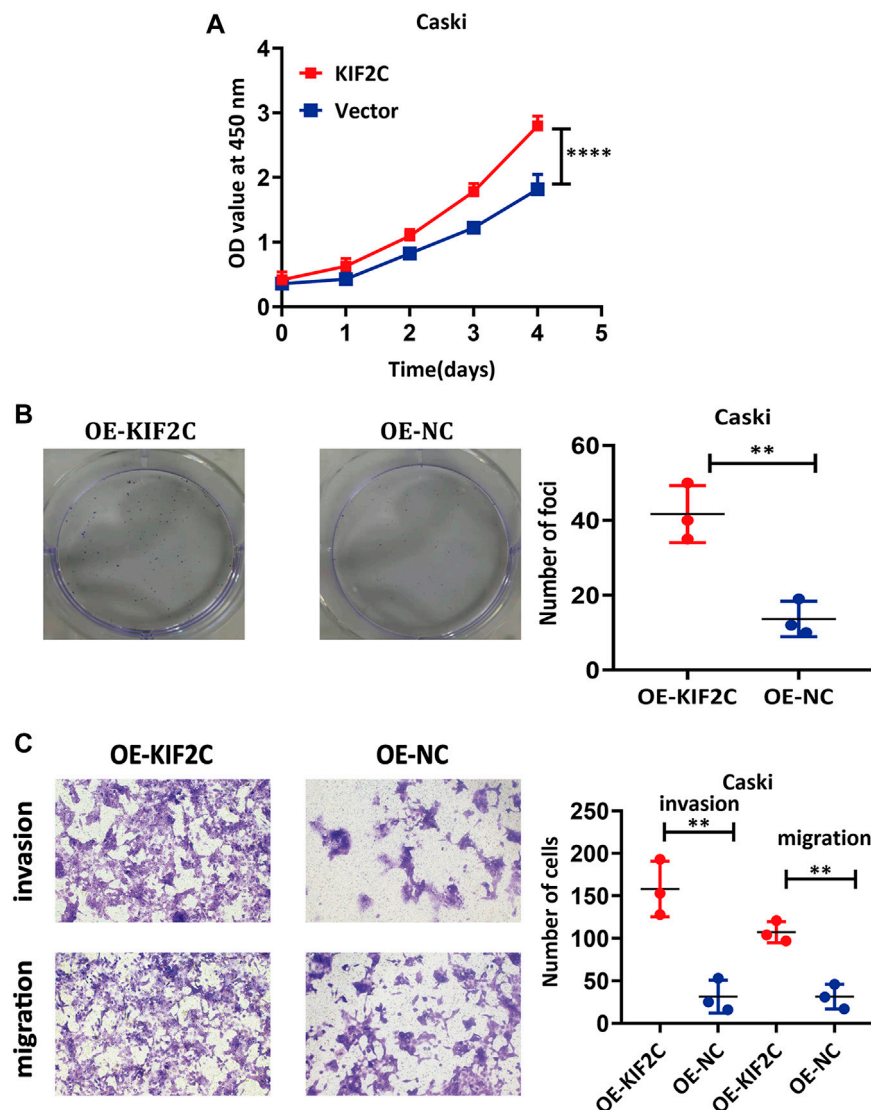 A
Caski
KIF2C
Vector
OD value at 450 nm
4
3
2
1
0
****
0 1 2 3 4 5
Time(days)
B
OE-KIF2C
OE-NC
Caski
Number of foci
60
40
20
0
**
OE-KIF2C OE-NC
C
OE-KIF2C
OE-NC
invasion
migration
Caski
Number of cells
250
200
150
100
50
0
invasion
**
migration
**
OE-KIF2C
OE-NC
OE-KIF2C
OE-NC